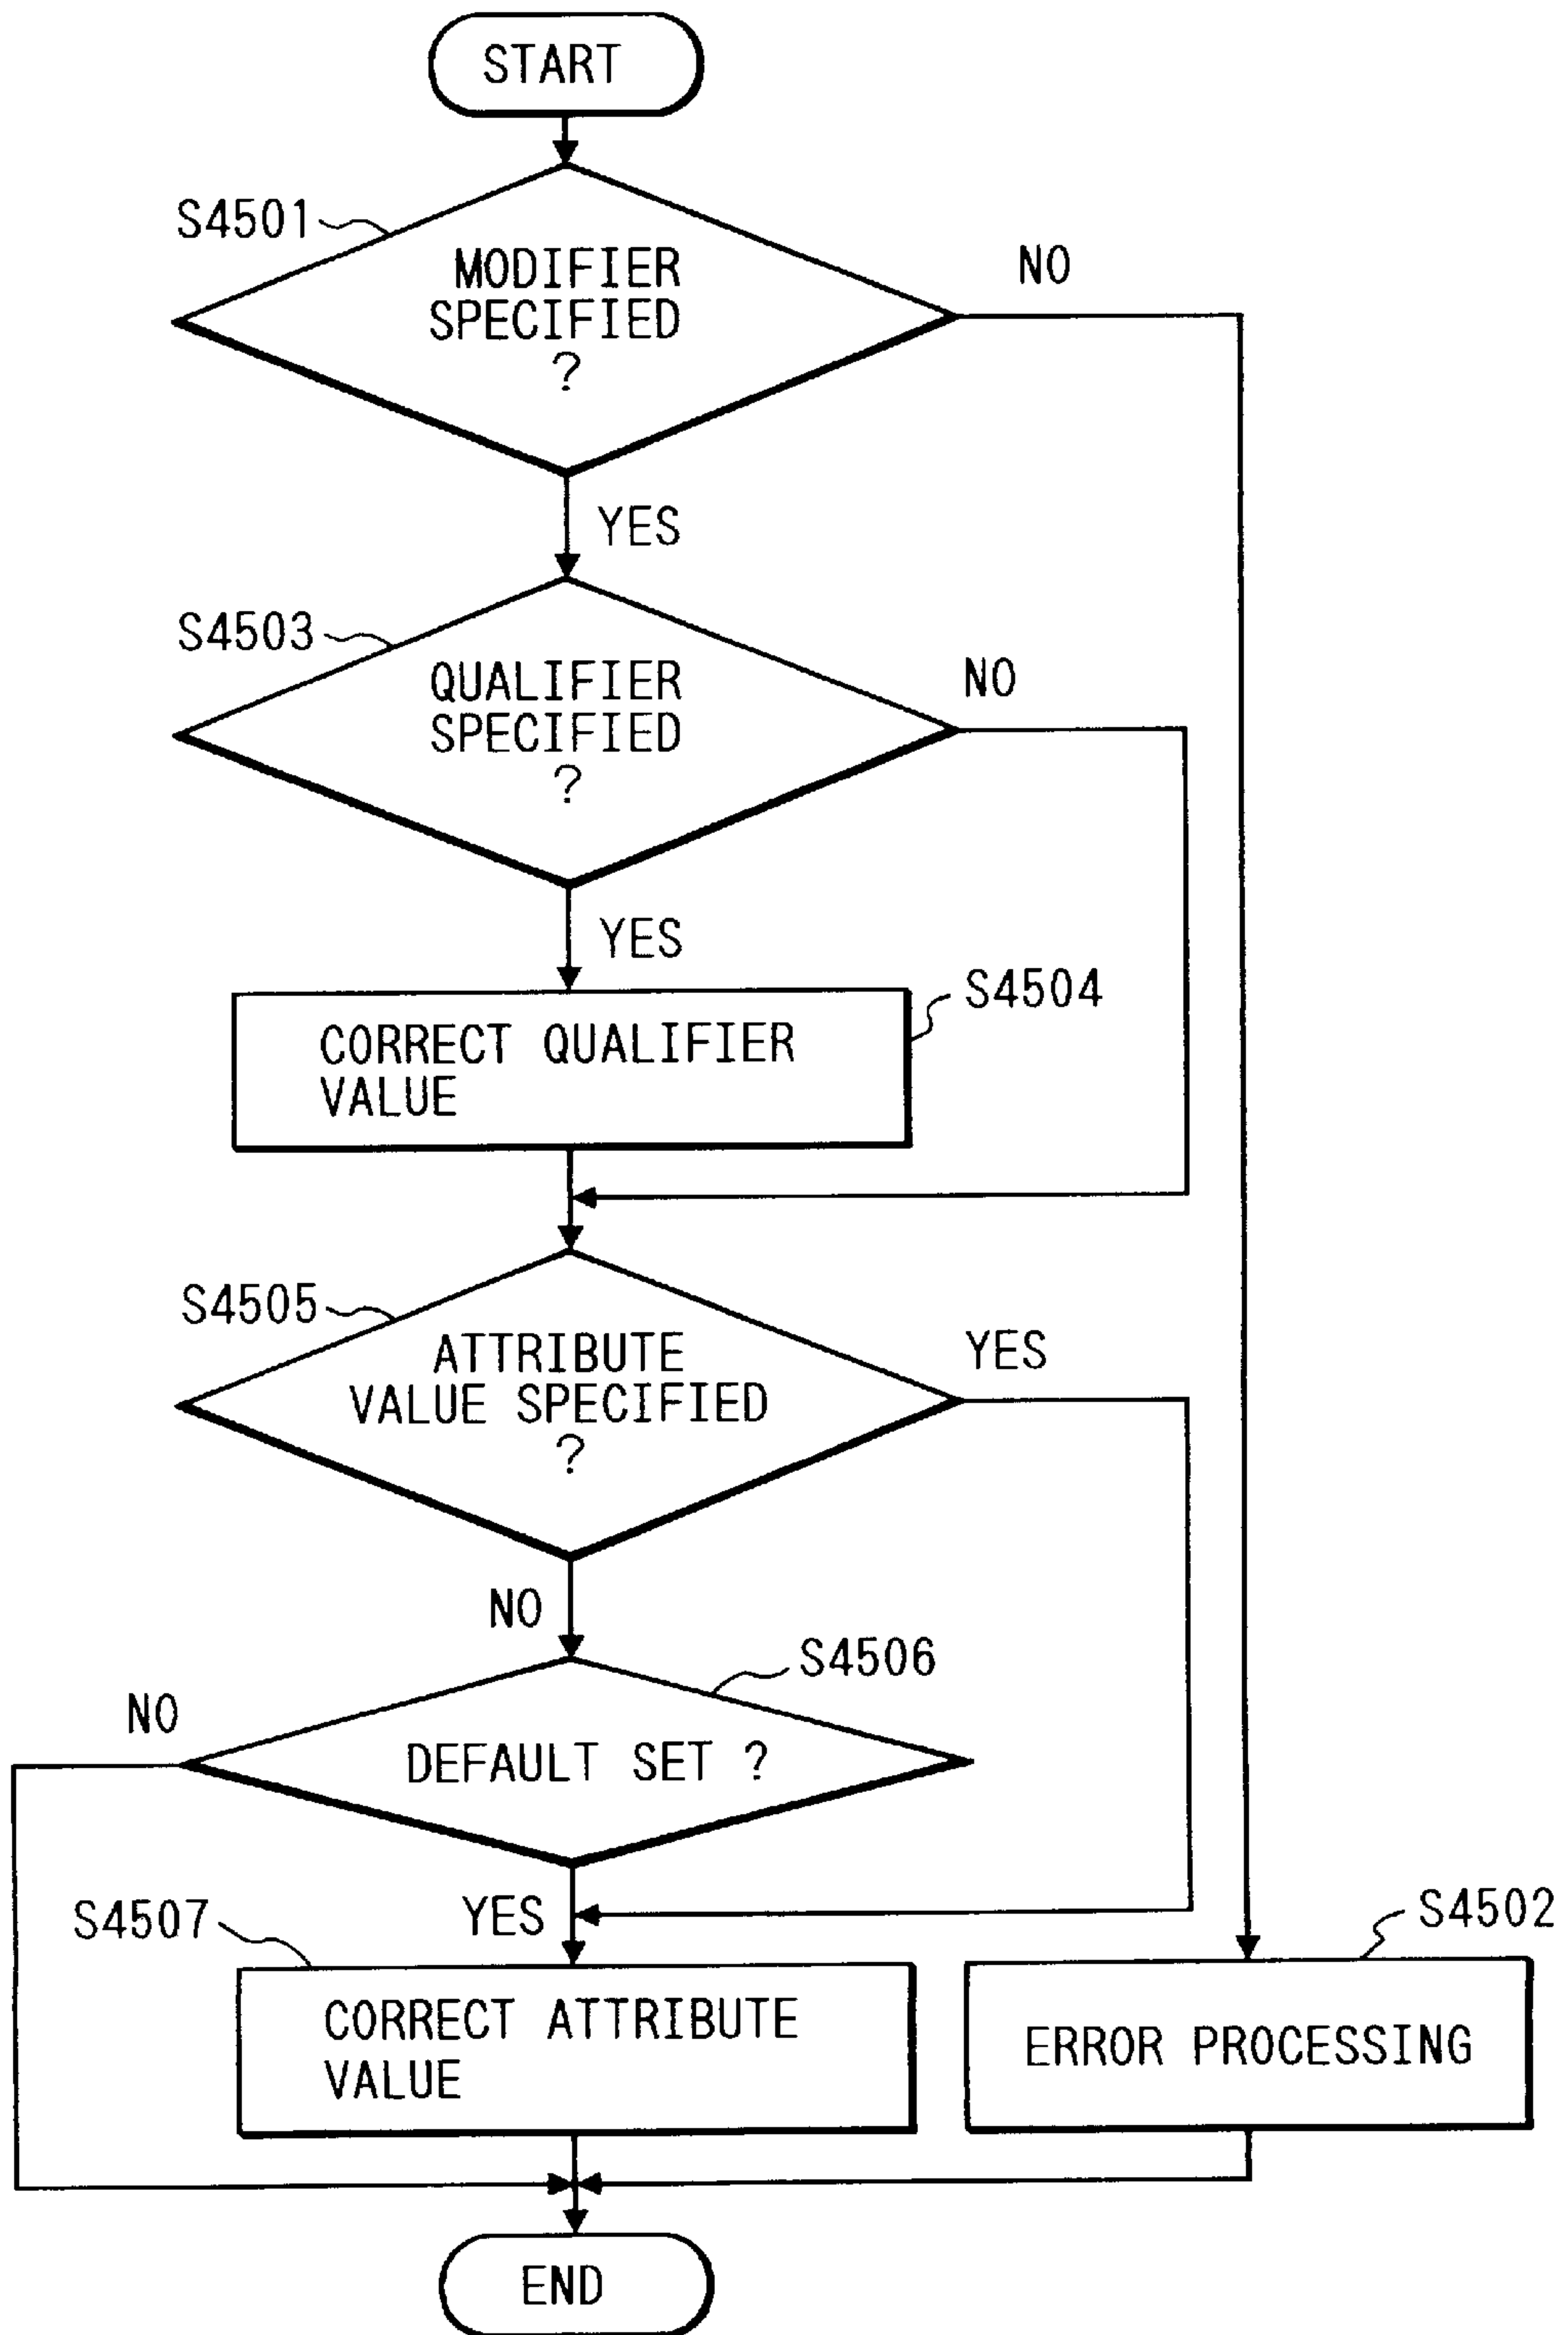 START
S4501
MODIFIER
SPECIFIED
?
NO
YES
S4503
QUALIFIER
SPECIFIED
?
NO
YES
S4504
CORRECT QUALIFIER
VALUE
S4505
ATTRIBUTE
VALUE SPECIFIED
?
YES
NO
S4506
NO
DEFAULT SET ?
YES
S4507
S4502
CORRECT ATTRIBUTE
VALUE
ERROR PROCESSING
END